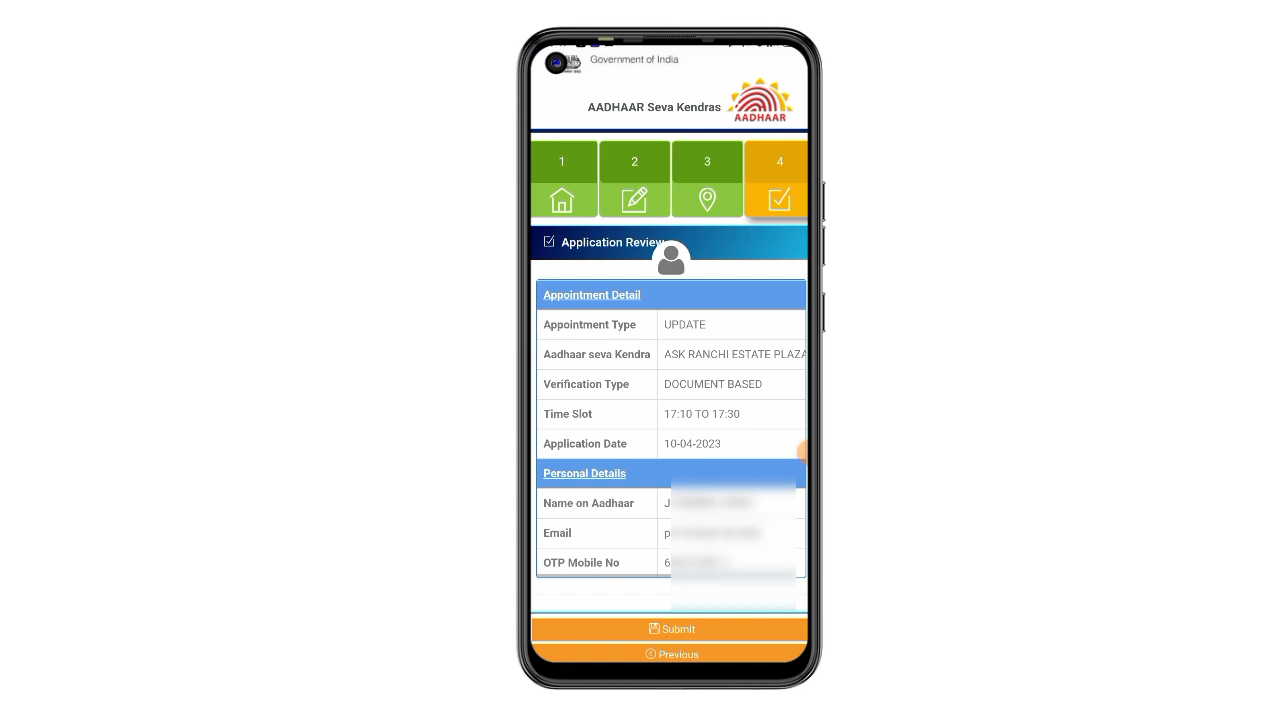 Government of India
AADHAAR Seva Kendras
AADHAAR
1 2 3 4
Application Review
Appointment Detail
Appointment Type UPDATE
Aadhaar seva Kendra ASK RANCHI ESTATE PLAZA
Verification Type DOCUMENT BASED
Time Slot 17:10 TO 17:30
Application Date 10-04-2023
Personal Details
Name on Aadhaar J
Email p
OTP Mobile No 6
Submit
Previous